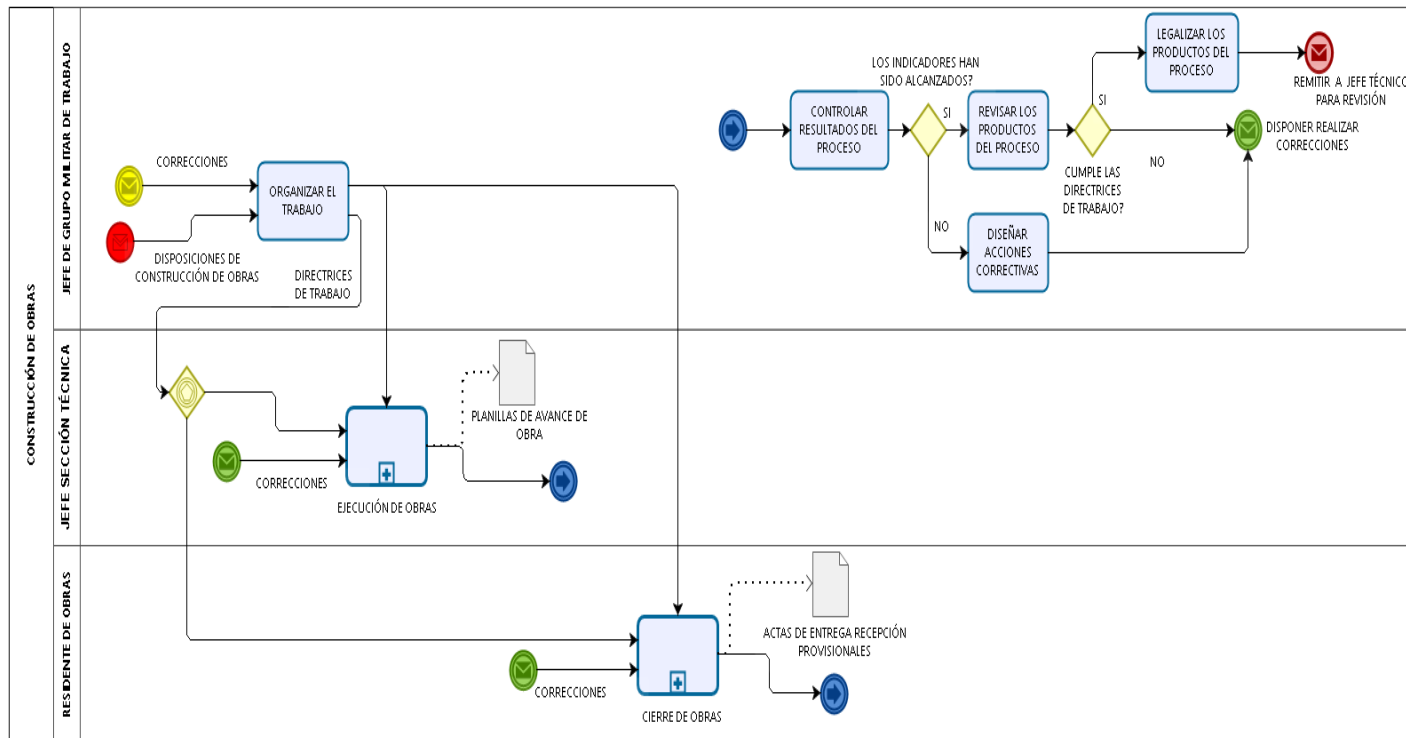 CONSTRUCCIÓN DE OBRAS
JEFE DE GRUPO MILITAR DE TRABAJO
CORRECCIONES
DISPOSICIONES DE
CONSTRUCCIÓN DE OBRAS
ORGANIZAR EL
TRABAJO
DIRECTRICES
DE TRABAJO
CONTROLAR
RESULTADOS DEL
PROCESO
LOS INDICADORES HAN
SIDO ALCANZADOS?
SI
NO
REVISAR LOS
PRODUCTOS
DEL PROCESO
DISEÑAR
ACCIONES
CORRECTIVAS
CUMPLE LAS
DIRECTRICES
DE TRABAJO?
SI
NO
LEGALIZAR LOS
PRODUCTOS DEL
PROCESO
REMITIR A JEFE TÉCNICO
PARA REVISIÓN
DISPONER REALIZAR
CORRECCIONES
JEFE SECCIÓN TÉCNICA
CORRECCIONES
EJECUCIÓN DE OBRAS
PLANILLAS DE AVANCE DE
OBRA
RESIDENTE DE OBRAS
CORRECCIONES
CIERRE DE OBRAS
ACTAS DE ENTREGA RECEPCIÓN
PROVISIONALES